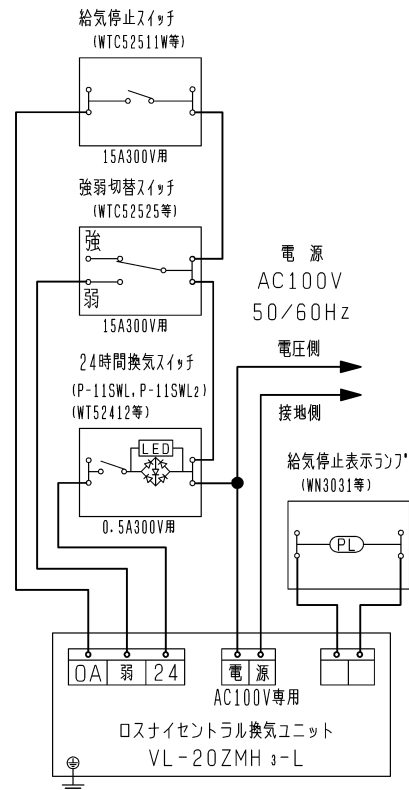 給気停止スイッチ
(WTC52511W等)
15A300V用
強弱切替スイッチ
(WTC52525等)
強
弱
15A300V用
電 源
AC100V
50/60Hz
電圧側
接地側
24時間換気スイッチ
(P-11SWL,P-11SWL2)
(WT52412等)
LED
0.5A300V用
給気停止表示ランプ
(WN3031等)
PL
OA 弱 24 電 源
AC100V専用
ロスナイセントラル換気ユニット
VL-20ZMH3-L